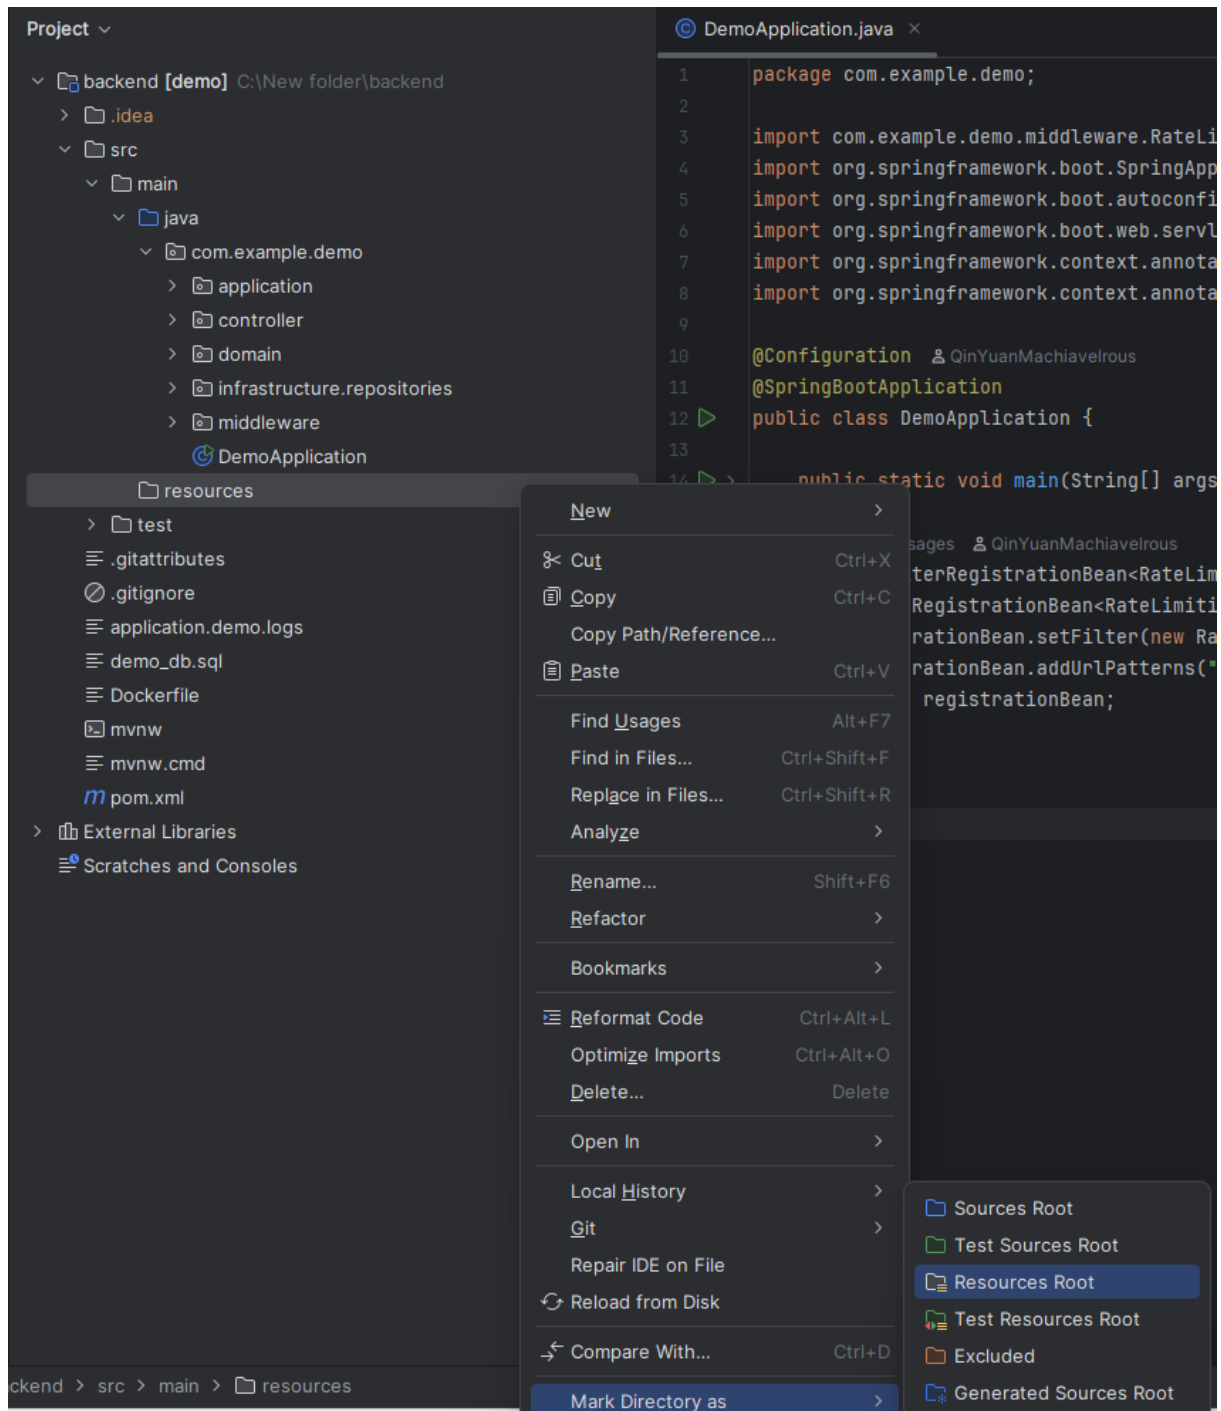 Project
backend [demo] C:\New folder\backend
.idea
src
main
java
com.example.demo
application
controller
domain
infrastructure.repositories
middleware
DemoApplication
resources
test
.gitattributes
.gitignore
application.demo.logs
demo_db.sql
Dockerfile
mvnw
mvnw.cmd
m pom.xml
External Libraries
Scratches and Consoles
ckend > src > main > resources
DemoApplication.java
1 package com.example.demo;
2
3 import com.example.demo.middleware.RateLi
4 import org.springframework.boot.SpringApp
5 import org.springframework.boot.autoconfi
6 import org.springframework.boot.web.servl
7 import org.springframework.context.annota
8 import org.springframework.context.annota
9
10 @Configuration QinYuanMachiavelrous
11 @SpringBootApplication
12 public class DemoApplication {
13
14 public static void main(String[] args
sages QinYuanMachiavelrous
terRegistrationBean<RateLim
RegistrationBean<RateLimiti
rationBean.setFilter(new Ra
rationBean.addUrlPatterns("
registrationBean;
New
Cut Ctrl+X
Copy Ctrl+C
Copy Path/Reference...
Paste Ctrl+V
Find Usages Alt+F7
Find in Files... Ctrl+Shift+F
Replace in Files... Ctrl+Shift+R
Analyze
Rename... Shift+F6
Refactor
Bookmarks
Reformat Code Ctrl+Alt+L
Optimize Imports Ctrl+Alt+O
Delete... Delete
Open In
Local History
Git
Repair IDE on File
Reload from Disk
Compare With... Ctrl+D
Mark Directory as
Sources Root
Test Sources Root
Resources Root
Test Resources Root
Excluded
Generated Sources Root